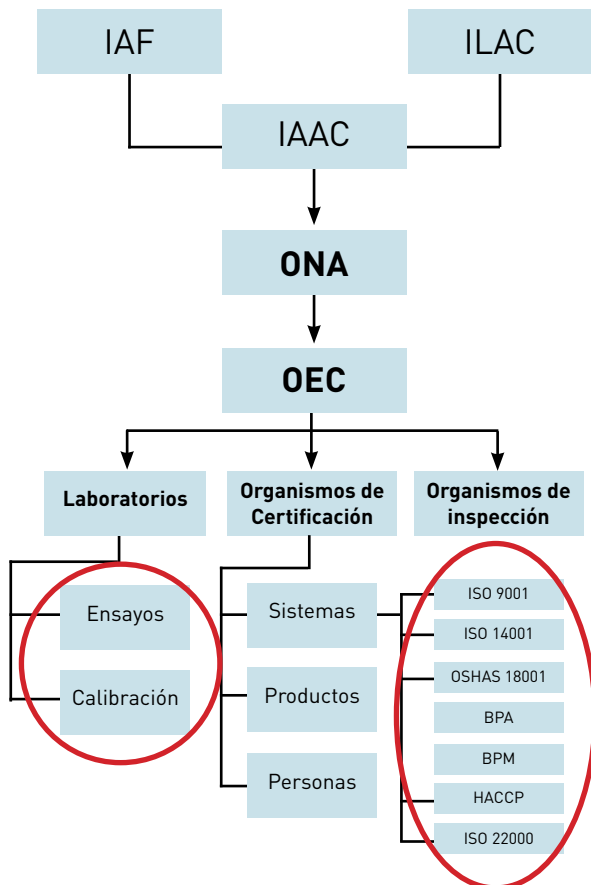 IAF
ILAC
IAAC
ONA
OEC
Laboratorios
Organismos de
Certificación
Organismos de
inspección
Ensayos
Calibración
Sistemas
Productos
Personas
ISO 9001
ISO 14001
OSHAS 18001
BPA
BPM
HACCP
ISO 22000